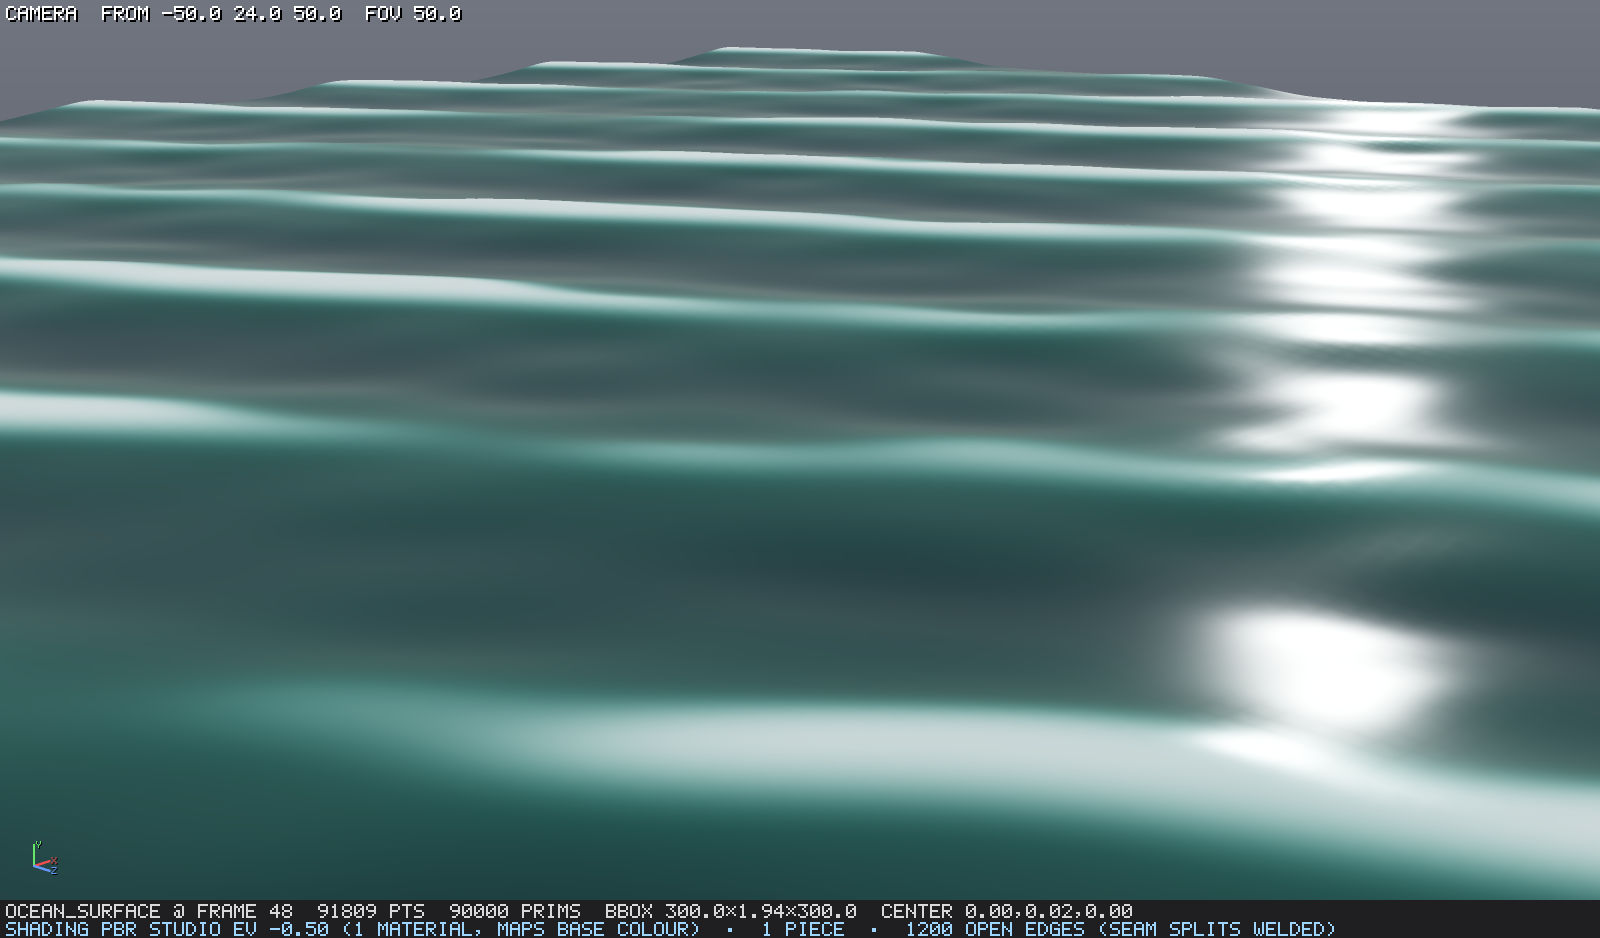 CAMERA  FROM -50.0 24.0 50.0  FOV 50.0
Y
X
Z
OCEAN_SURFACE @ FRAME 48  91809 PTS  90000 PRIMS  BBOX 300.0×1.94×300.0  CENTER 0.00,0.02,0.00
SHADING PBR STUDIO EV -0.50 (1 MATERIAL, MAPS BASE COLOUR)  ·  1 PIECE  ·  1200 OPEN EDGES (SEAM SPLITS WELDED)